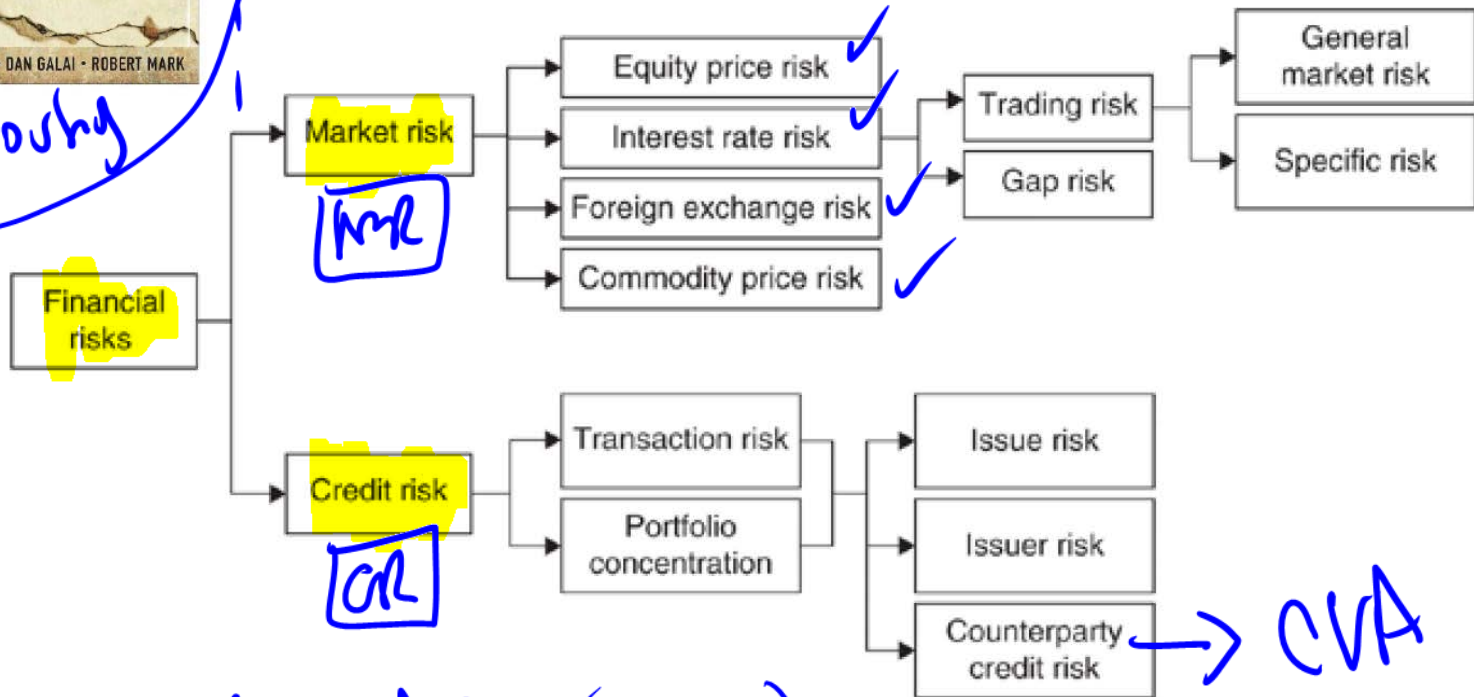 DAN GALAI • ROBERT MARK
Financial
risks
Market risk
MR
Equity price risk
Interest rate risk
Foreign exchange risk
Commodity price risk
Trading risk
Gap risk
General
market risk
Specific risk
Credit risk
CR
Transaction risk
Portfolio
concentration
Issue risk
Issuer risk
Counterparty
credit risk
CVA